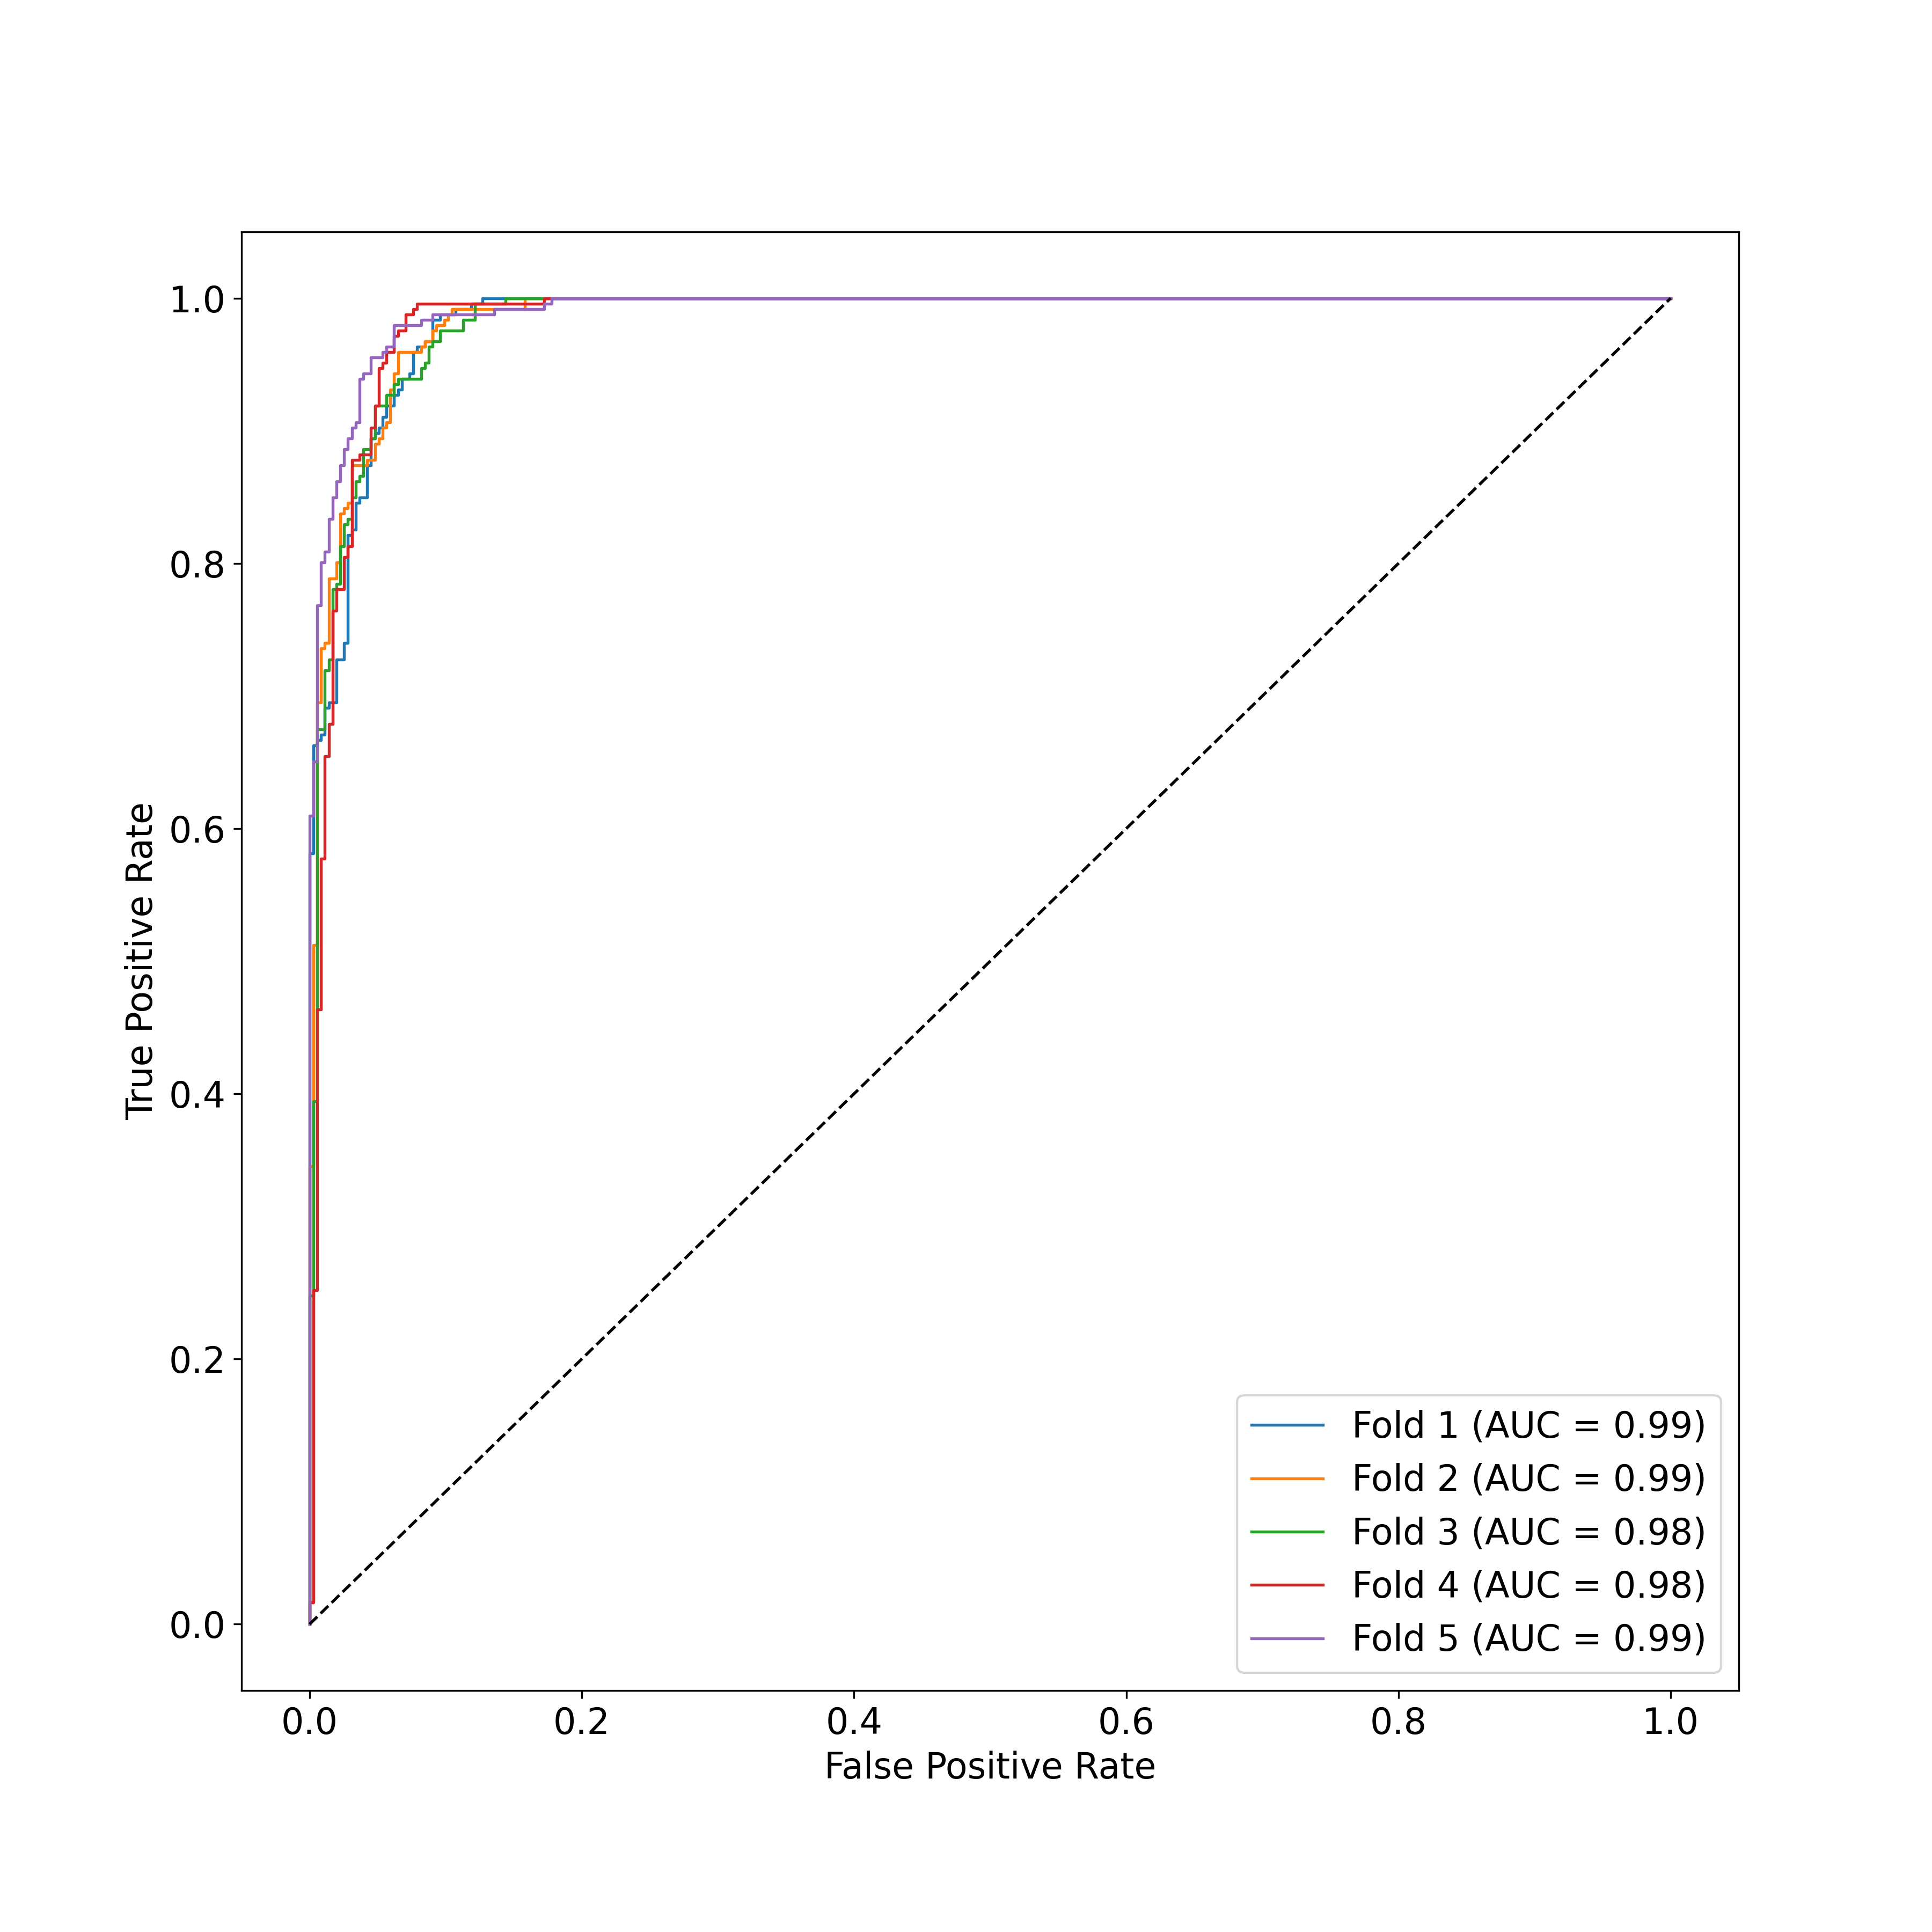 1.0
0.8
0.6
0.4
0.2
0.0
True Positive Rate
0.0 0.2 0.4 0.6 0.8 1.0
False Positive Rate
Fold 1 (AUC = 0.99)
Fold 2 (AUC = 0.99)
Fold 3 (AUC = 0.98)
Fold 4 (AUC = 0.98)
Fold 5 (AUC = 0.99)